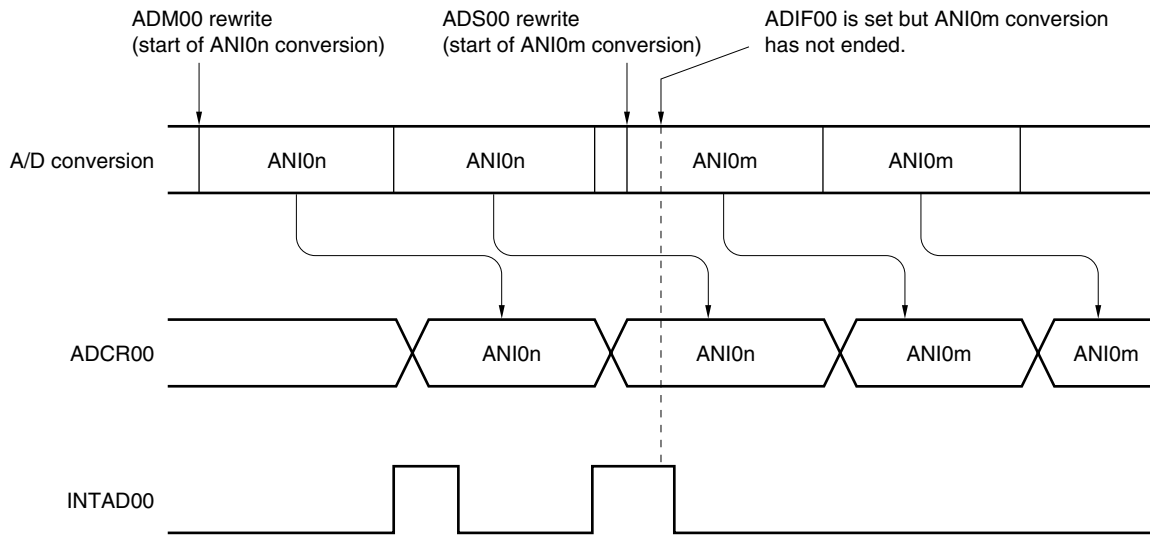 ADM00 rewrite
(start of ANI0n conversion)
ADS00 rewrite
(start of ANI0m conversion)
ADIF00 is set but ANI0m conversion
has not ended.
A/D conversion
ANI0n
ANI0n
ANI0m
ANI0m
ADCR00
ANI0n
ANI0n
ANI0m
ANI0m
INTAD00